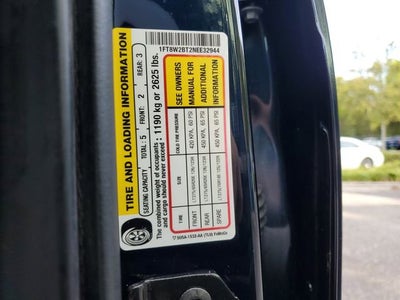 TIRE AND LOADING INFORMATION
SEATING CAPACITY TOTAL: 5 FRONT: 2 REAR: 3
The combined weight of occupants
and cargo should never exceed : 1190 kg or 2625 lbs.
TIRE SIZE COLD TIRE PRESSURE
FRONT 420 KPA, 60 PSI
REAR 450 KPA, 65 PSI
SPARE 450 KPA, 65 PSI
SEE OWNERS
MANUAL FOR
ADDITIONAL
INFORMATION
1FT8W2BT2NEE32944